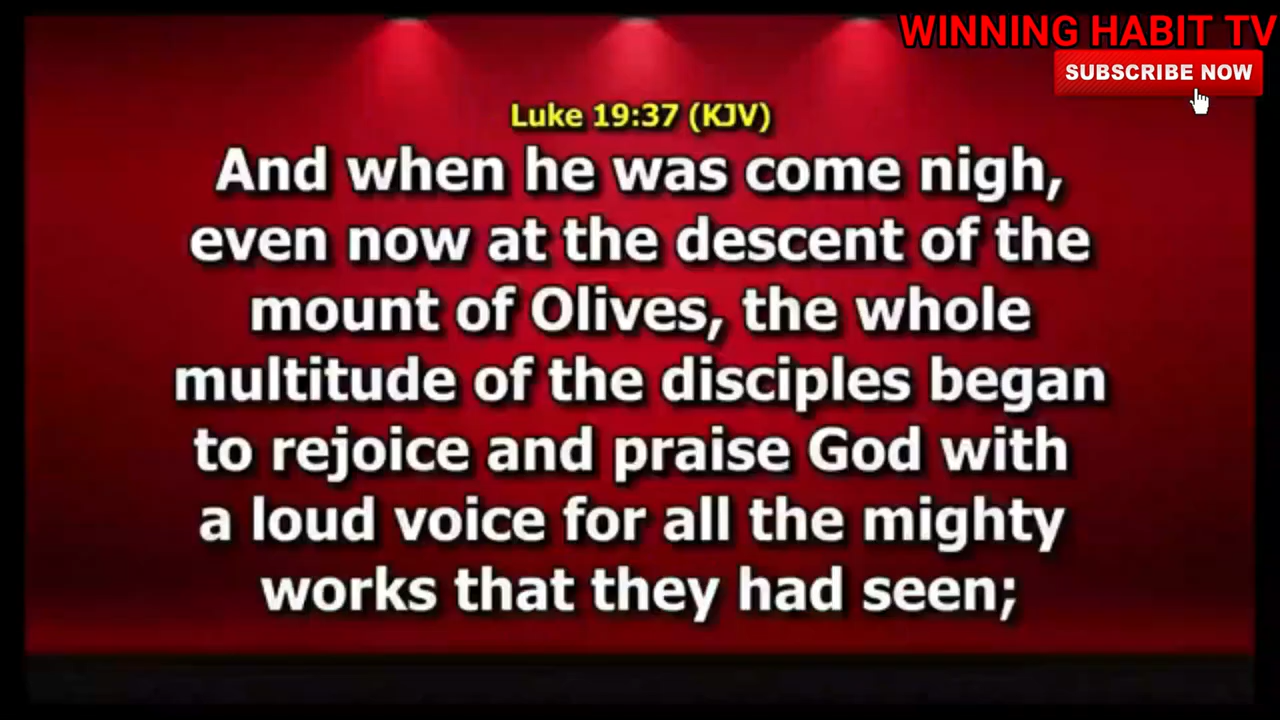 WINNING HABIT TV
SUBSCRIBE NOW
Luke 19:37 (KJV)
And when he was come nigh,
even now at the descent of the
mount of Olives, the whole
multitude of the disciples began
to rejoice and praise God with
a loud voice for all the mighty
works that they had seen;